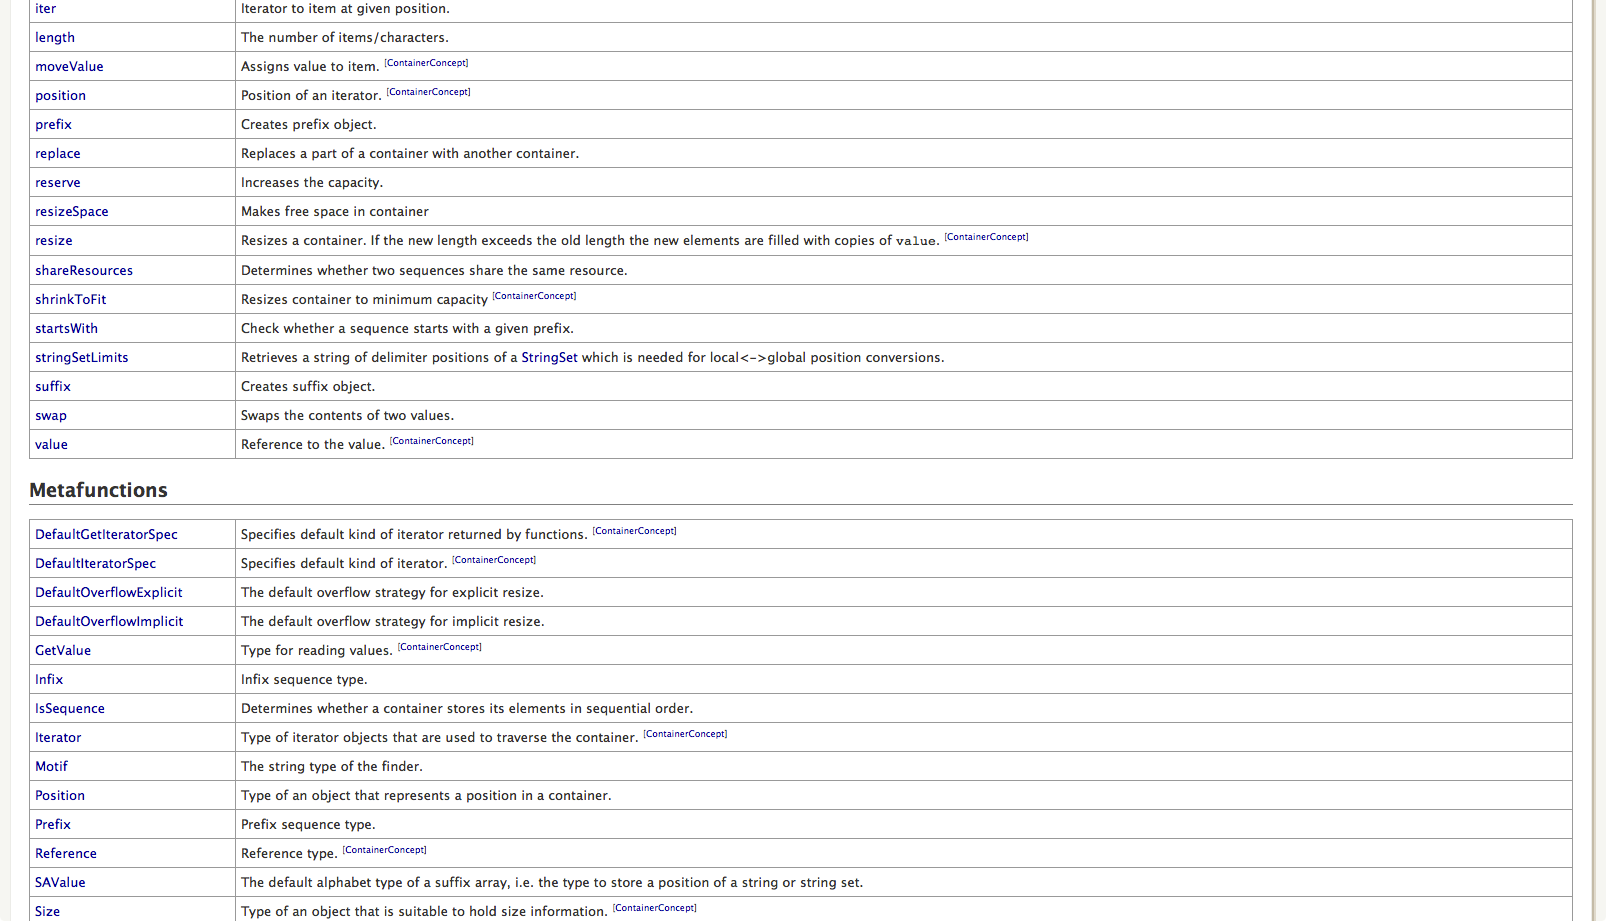 iter Iterator to item at given position.
length The number of items/characters.
moveValue Assigns value to item. [ContainerConcept]
position Position of an iterator. [ContainerConcept]
prefix Creates prefix object.
replace Replaces a part of a container with another container.
reserve Increases the capacity.
resizeSpace Makes free space in container
resize Resizes a container. If the new length exceeds the old length the new elements are filled with copies of value. [ContainerConcept]
shareResources Determines whether two sequences share the same resource.
shrinkToFit Resizes container to minimum capacity [ContainerConcept]
startsWith Check whether a sequence starts with a given prefix.
stringSetLimits Retrieves a string of delimiter positions of a StringSet which is needed for local<->global position conversions.
suffix Creates suffix object.
swap Swaps the contents of two values.
value Reference to the value. [ContainerConcept]
Metafunctions
DefaultGetIteratorSpec Specifies default kind of iterator returned by functions. [ContainerConcept]
DefaultIteratorSpec Specifies default kind of iterator. [ContainerConcept]
DefaultOverflowExplicit The default overflow strategy for explicit resize.
DefaultOverflowImplicit The default overflow strategy for implicit resize.
GetValue Type for reading values. [ContainerConcept]
Infix Infix sequence type.
IsSequence Determines whether a container stores its elements in sequential order.
Iterator Type of iterator objects that are used to traverse the container. [ContainerConcept]
Motif The string type of the finder.
Position Type of an object that represents a position in a container.
Prefix Prefix sequence type.
Reference Reference type. [ContainerConcept]
SAValue The default alphabet type of a suffix array, i.e. the type to store a position of a string or string set.
Size Type of an object that is suitable to hold size information. [ContainerConcept]